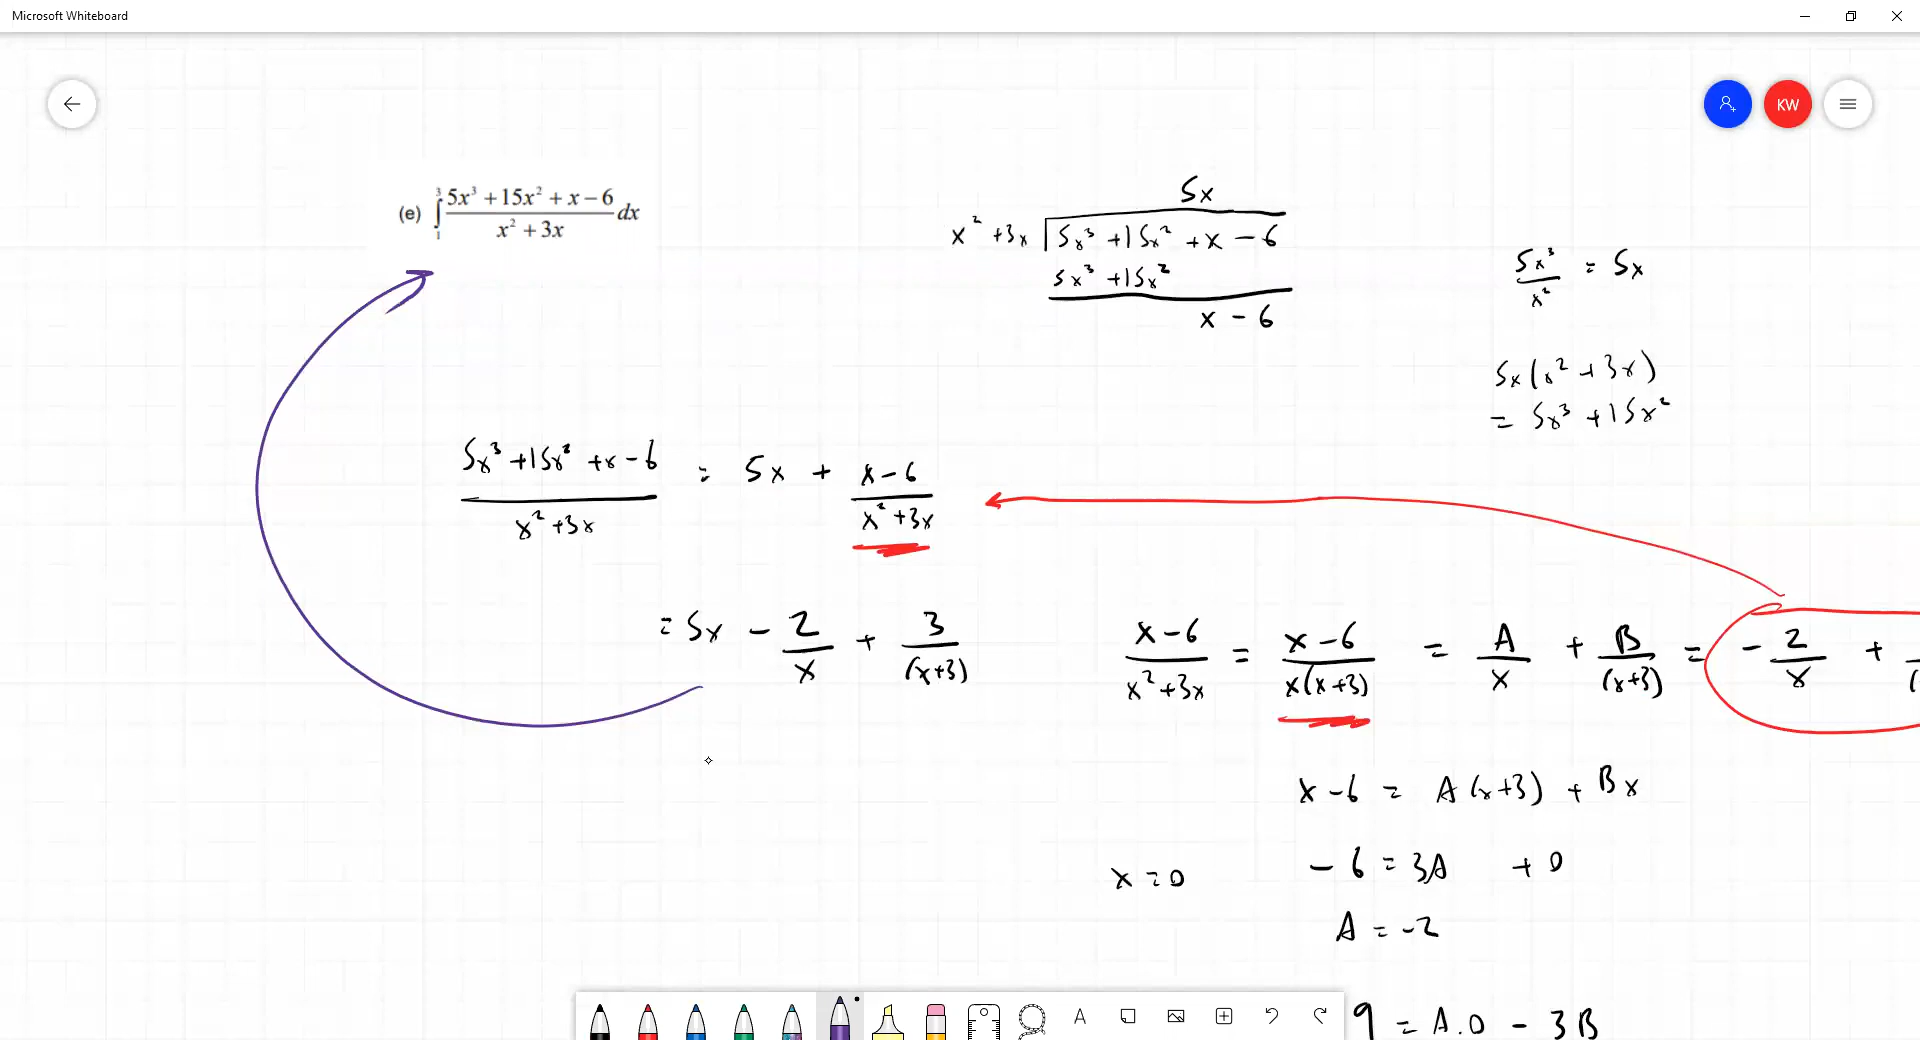 Microsoft Whiteboard
KW
(e) ∫₁³ (5x³ + 15x² + x − 6)/(x² + 3x) dx
5x
x² + 3x | 5x³ + 15x² + x − 6
5x³ + 15x²
x − 6
5x³/x² = 5x
5x(x² + 3x)
= 5x³ + 15x²
(5x³ + 15x² + x − 6)/(x² + 3x) = 5x + (x − 6)/(x² + 3x)
= 5x − 2/x + 3/(x+3)
(x − 6)/(x² + 3x) = (x − 6)/(x(x+3)) = A/x + B/(x+3) = − 2/x +
x − 6 = A(x+3) + Bx
x = 0
− 6 = 3A + 0
A = −2
9 = A.0 − 3B
A